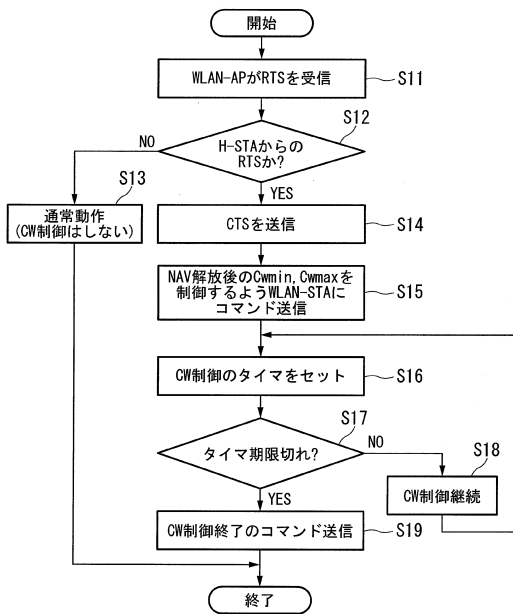 開始
WLAN-APがRTSを受信
S11
S12
H-STAからの
RTSか?
NO
YES
S13
通常動作
(CW制御はしない)
CTSを送信
S14
NAV解放後のCwmin,Cwmaxを
制御するようWLAN-STAに
コマンド送信
S15
CW制御のタイマをセット
S16
S17
タイマ期限切れ?
NO
YES
S18
CW制御継続
CW制御終了のコマンド送信
S19
終了